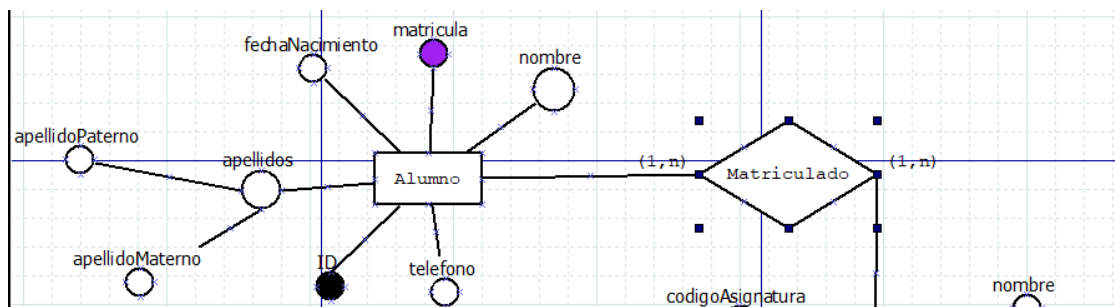 matricula
fechaNacimiento
nombre
apellidoPaterno
apellidos
(1,n)
(1,n)
Alumno
Matriculado
apellidoMaterno
ID
telefono
nombre
codigoAsignatura